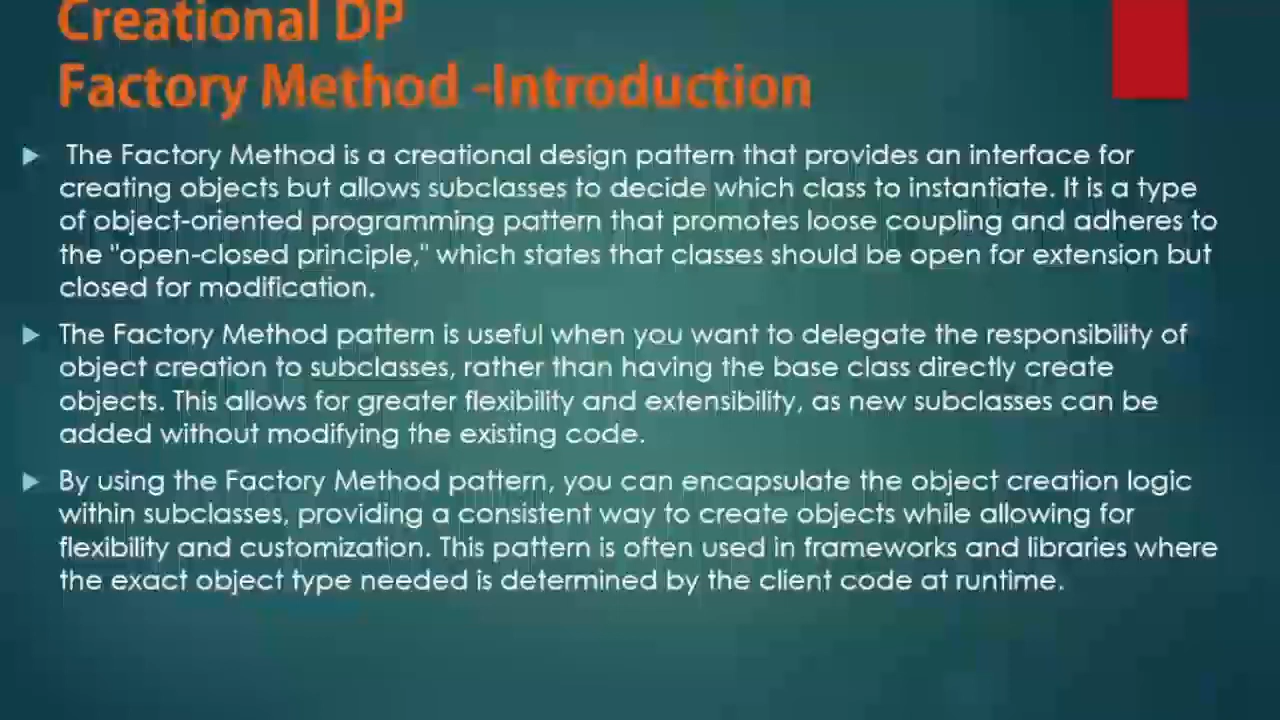 Creational DP
Factory Method -Introduction
The Factory Method is a creational design pattern that provides an interface for
creating objects but allows subclasses to decide which class to instantiate. It is a type
of object-oriented programming pattern that promotes loose coupling and adheres to
the "open-closed principle," which states that classes should be open for extension but
closed for modification.
The Factory Method pattern is useful when you want to delegate the responsibility of
object creation to subclasses, rather than having the base class directly create
objects. This allows for greater flexibility and extensibility, as new subclasses can be
added without modifying the existing code.
By using the Factory Method pattern, you can encapsulate the object creation logic
within subclasses, providing a consistent way to create objects while allowing for
flexibility and customization. This pattern is often used in frameworks and libraries where
the exact object type needed is determined by the client code at runtime.